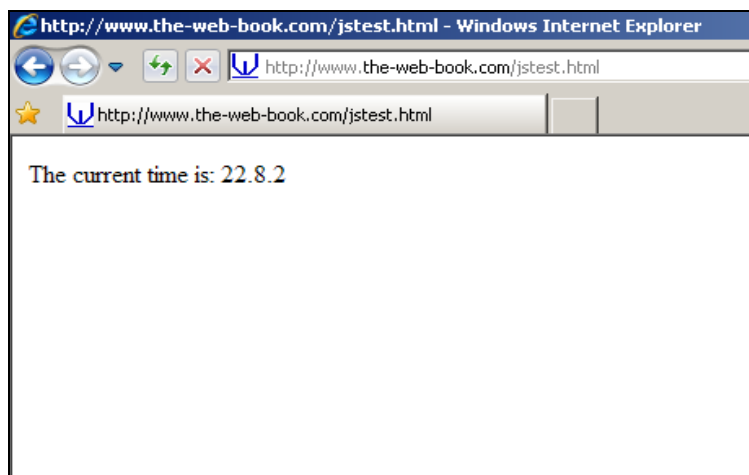 http://www.the-web-book.com/jstest.html - Windows Internet Explorer
http://www.the-web-book.com/jstest.html
http://www.the-web-book.com/jstest.html
The current time is: 22.8.2